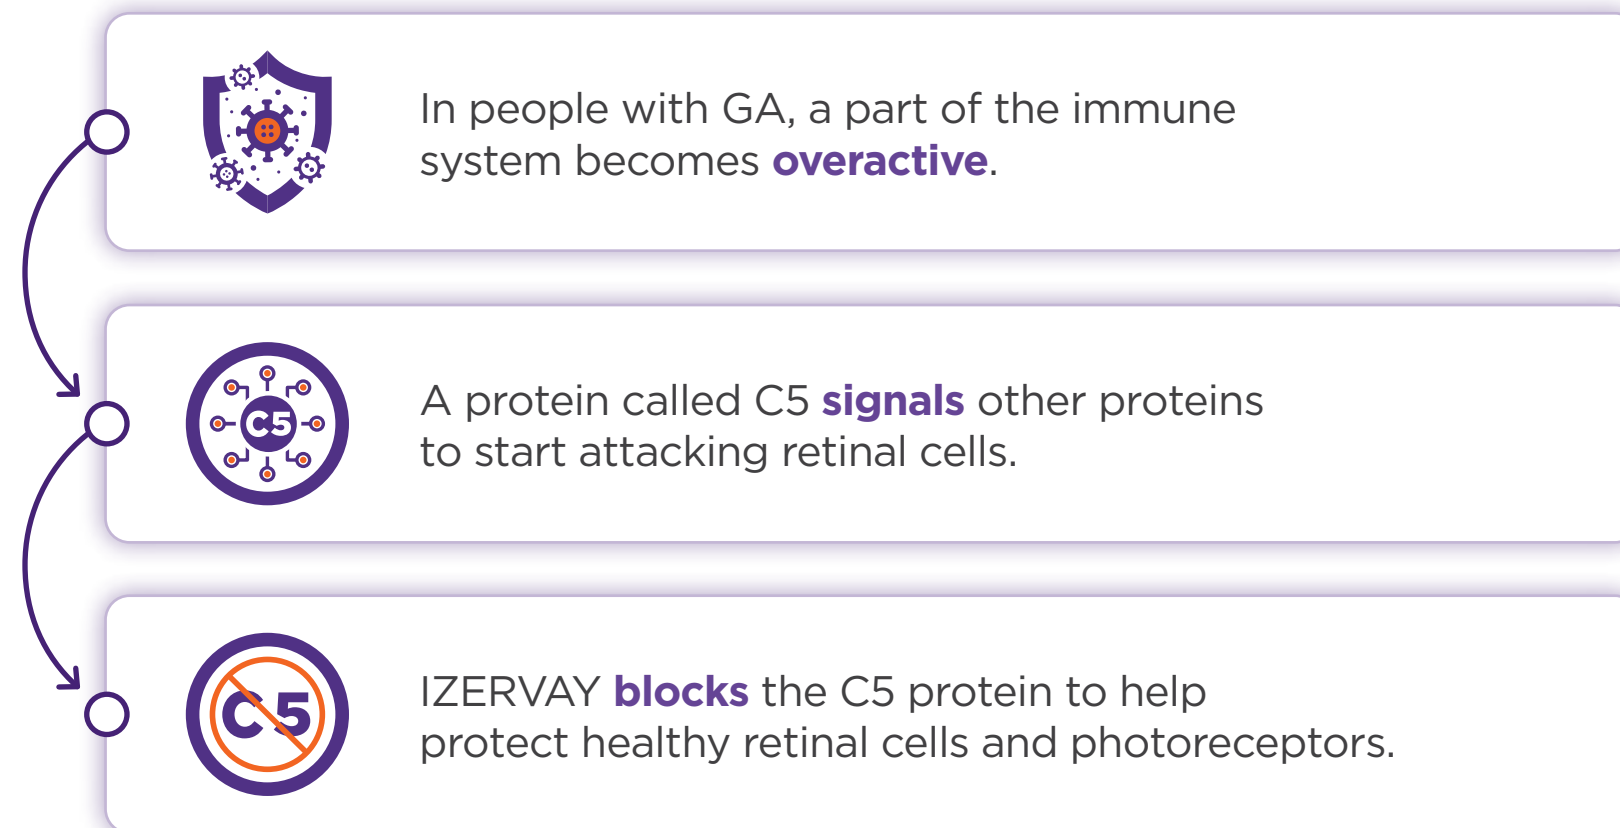 In people with GA, a part of the immune
system becomes overactive.
C5
A protein called C5 signals other proteins
to start attacking retinal cells.
C5
IZERVAY blocks the C5 protein to help
protect healthy retinal cells and photoreceptors.